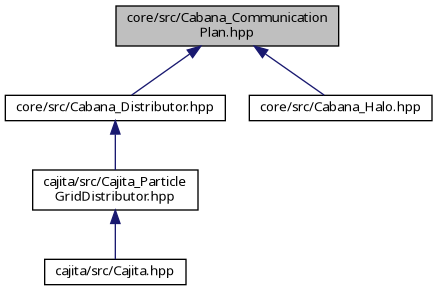 core/src/Cabana_Communication
Plan.hpp
core/src/Cabana_Distributor.hpp
core/src/Cabana_Halo.hpp
cajita/src/Cajita_Particle
GridDistributor.hpp
cajita/src/Cajita.hpp